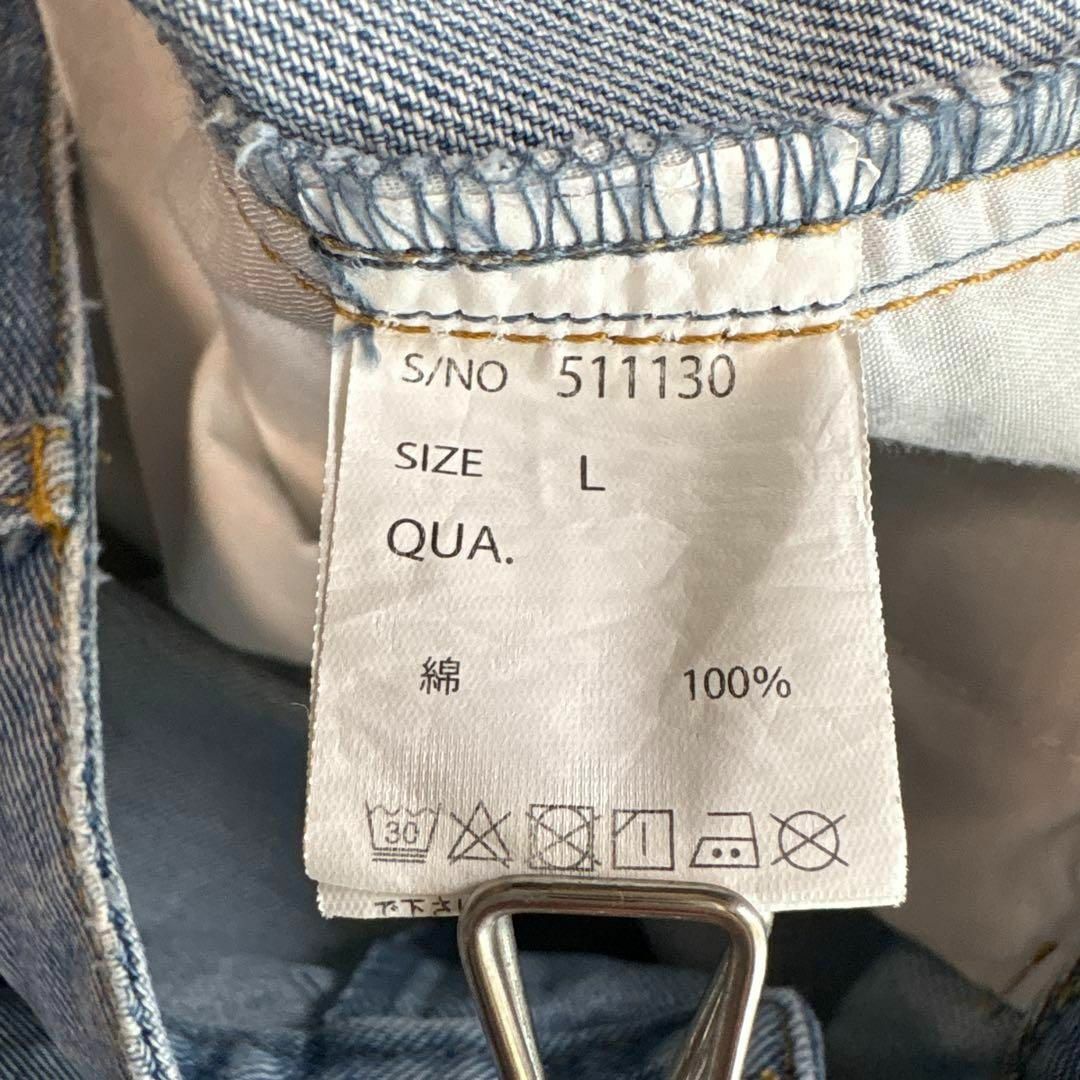 S/NO 511130
SIZE L
QUA.
綿 100%
30